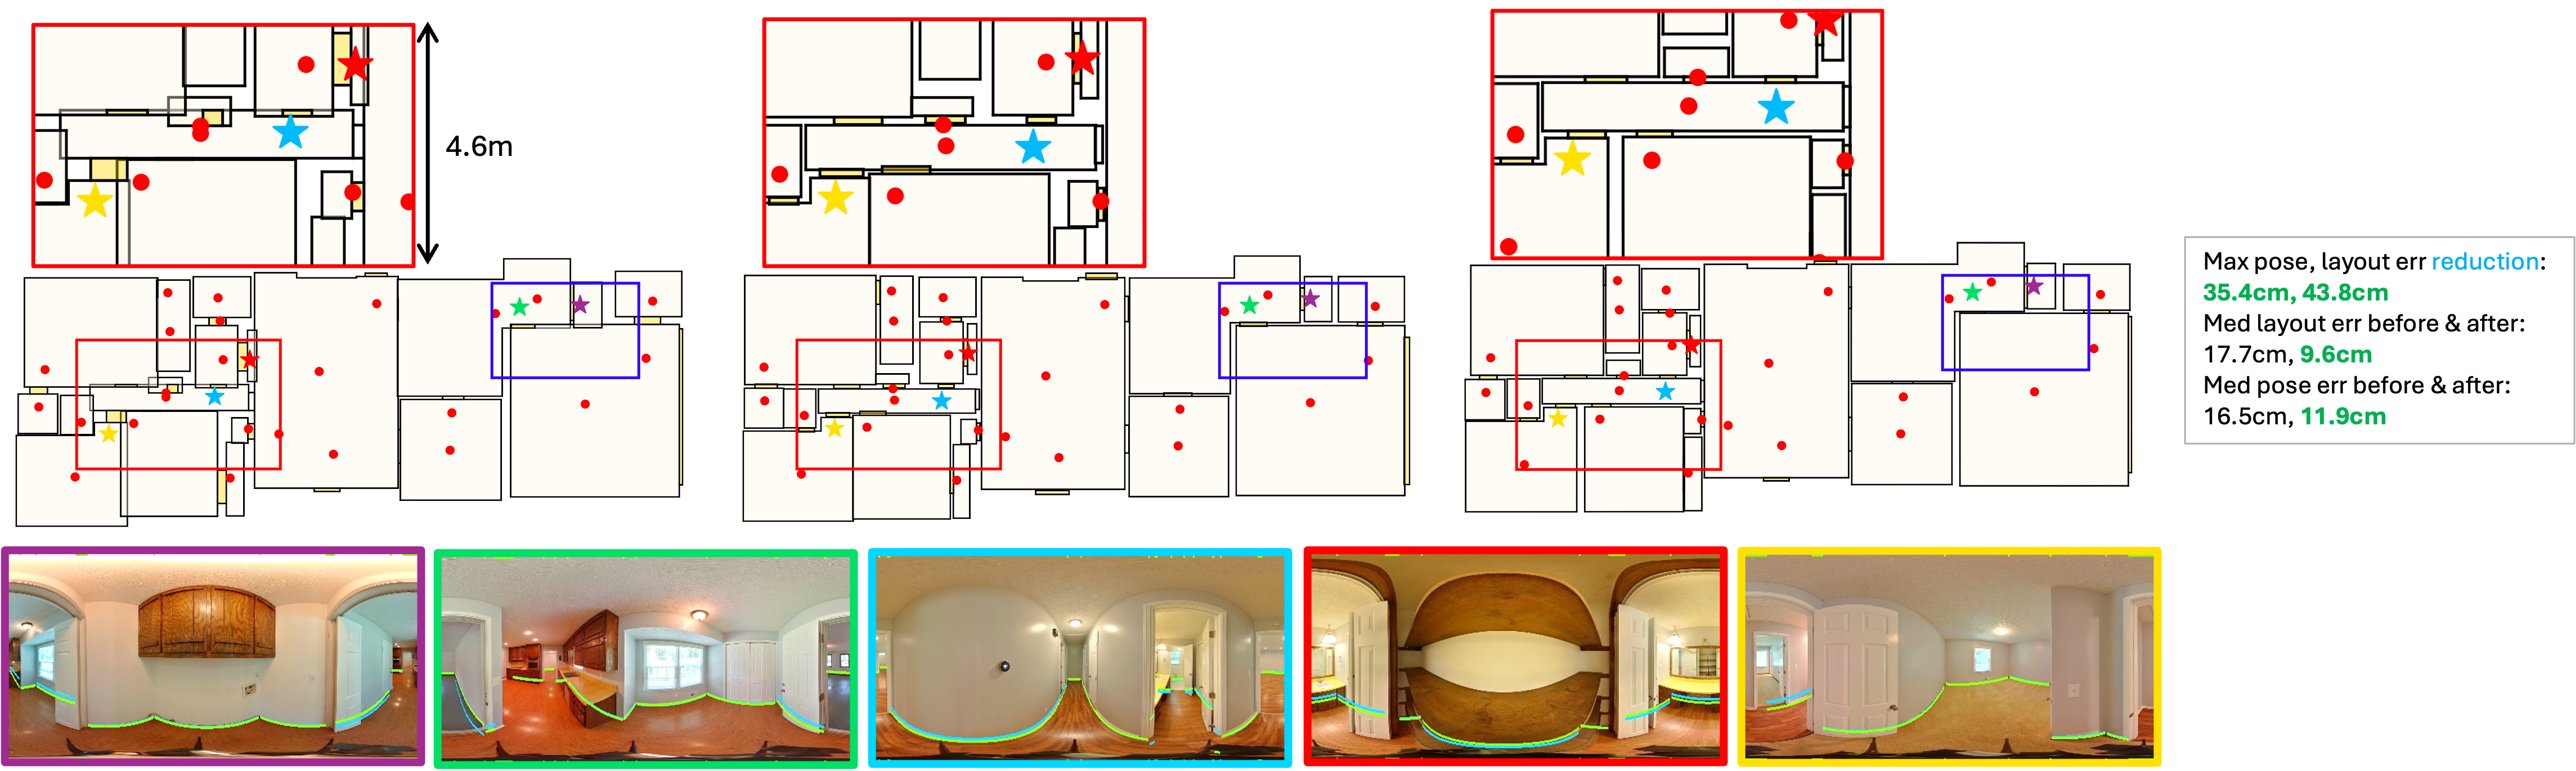 4.6m
Max pose, layout err reduction:
35.4cm, 43.8cm
Med layout err before & after:
17.7cm, 9.6cm
Med pose err before & after:
16.5cm, 11.9cm